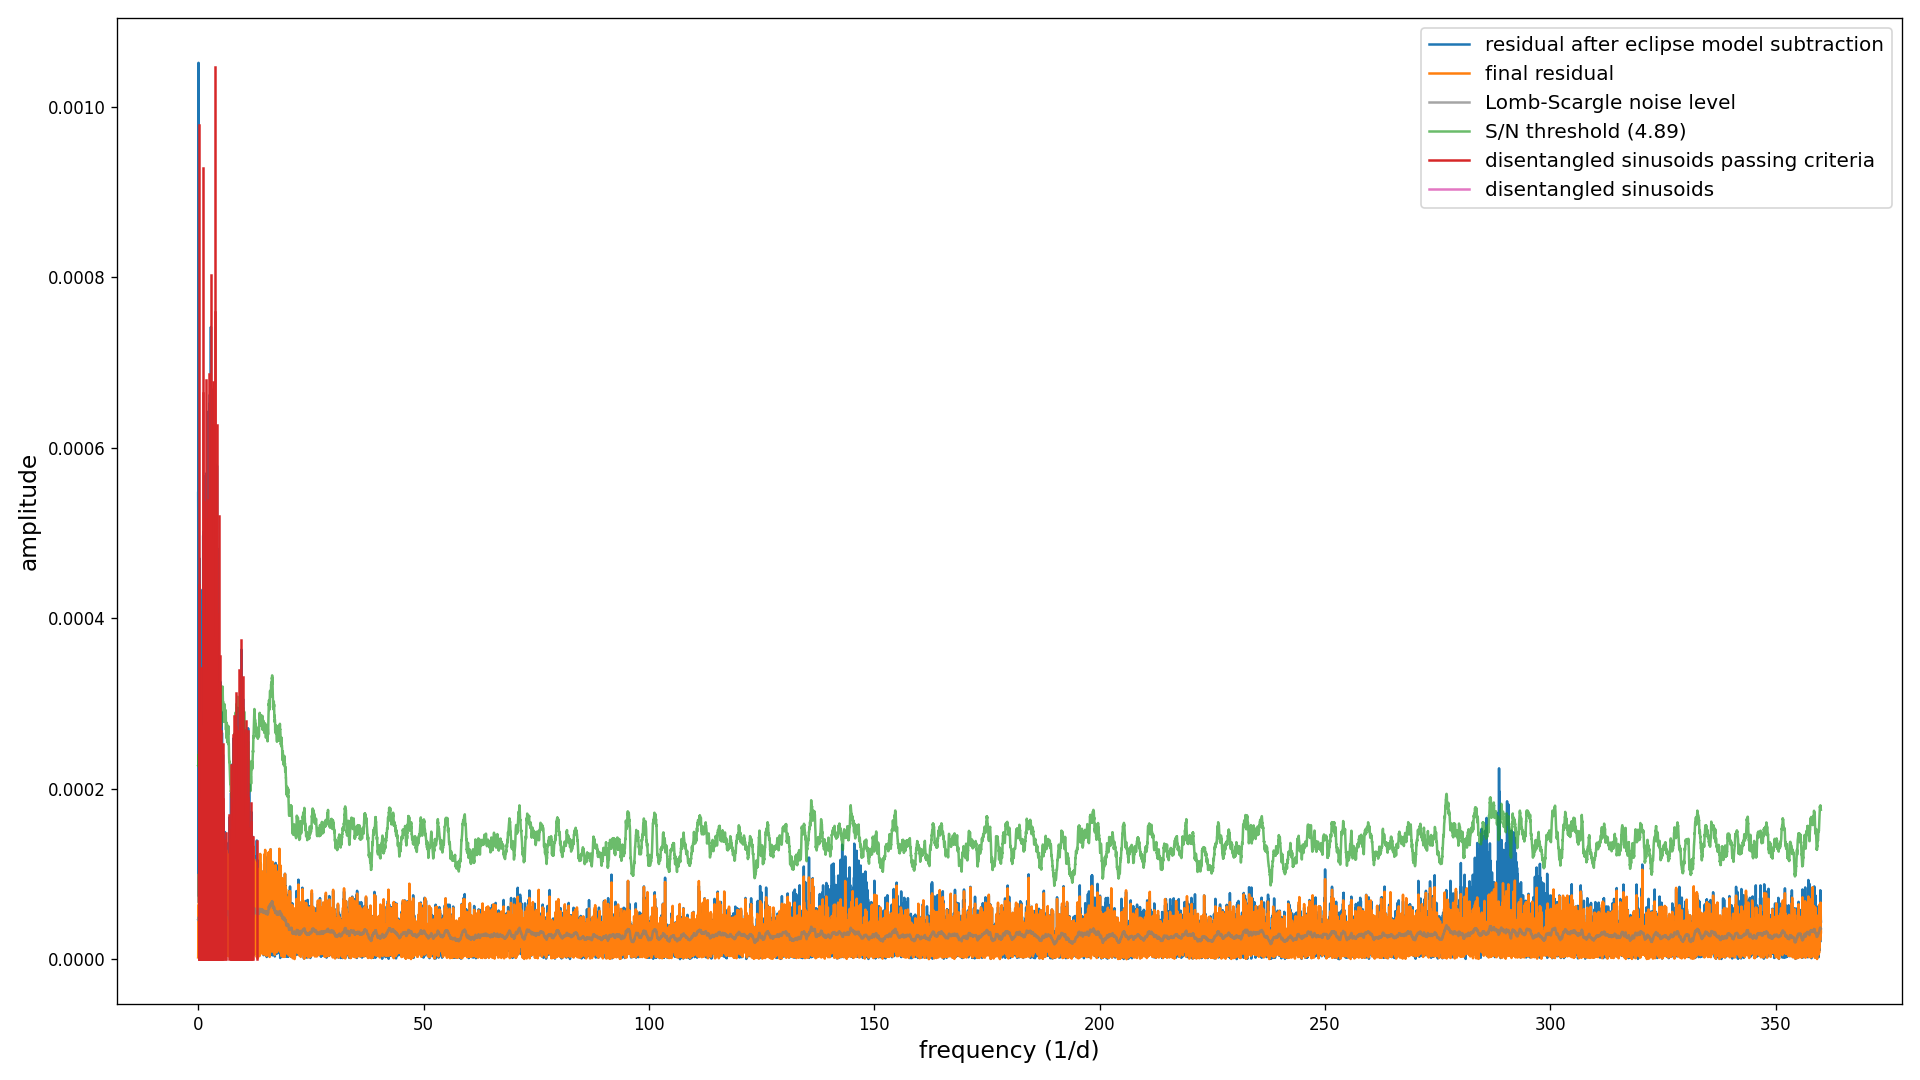 residual after eclipse model subtraction
final residual
Lomb-Scargle noise level
S/N threshold (4.89)
disentangled sinusoids passing criteria
disentangled sinusoids
0.0010
0.0008
0.0006
0.0004
0.0002
0.0000
amplitude
0 50 100 150 200 250 300 350
frequency (1/d)